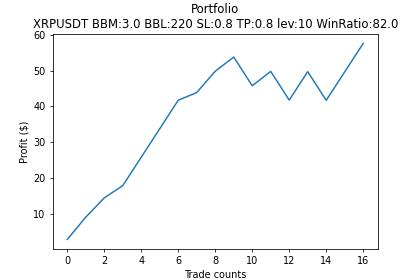 Portfolio
XRPUSDT BBM:3.0 BBL:220 SL:0.8 TP:0.8 lev:10 WinRatio:82.0
60
50
40
30
20
10
Profit ($)
0 2 4 6 8 10 12 14 16
Trade counts